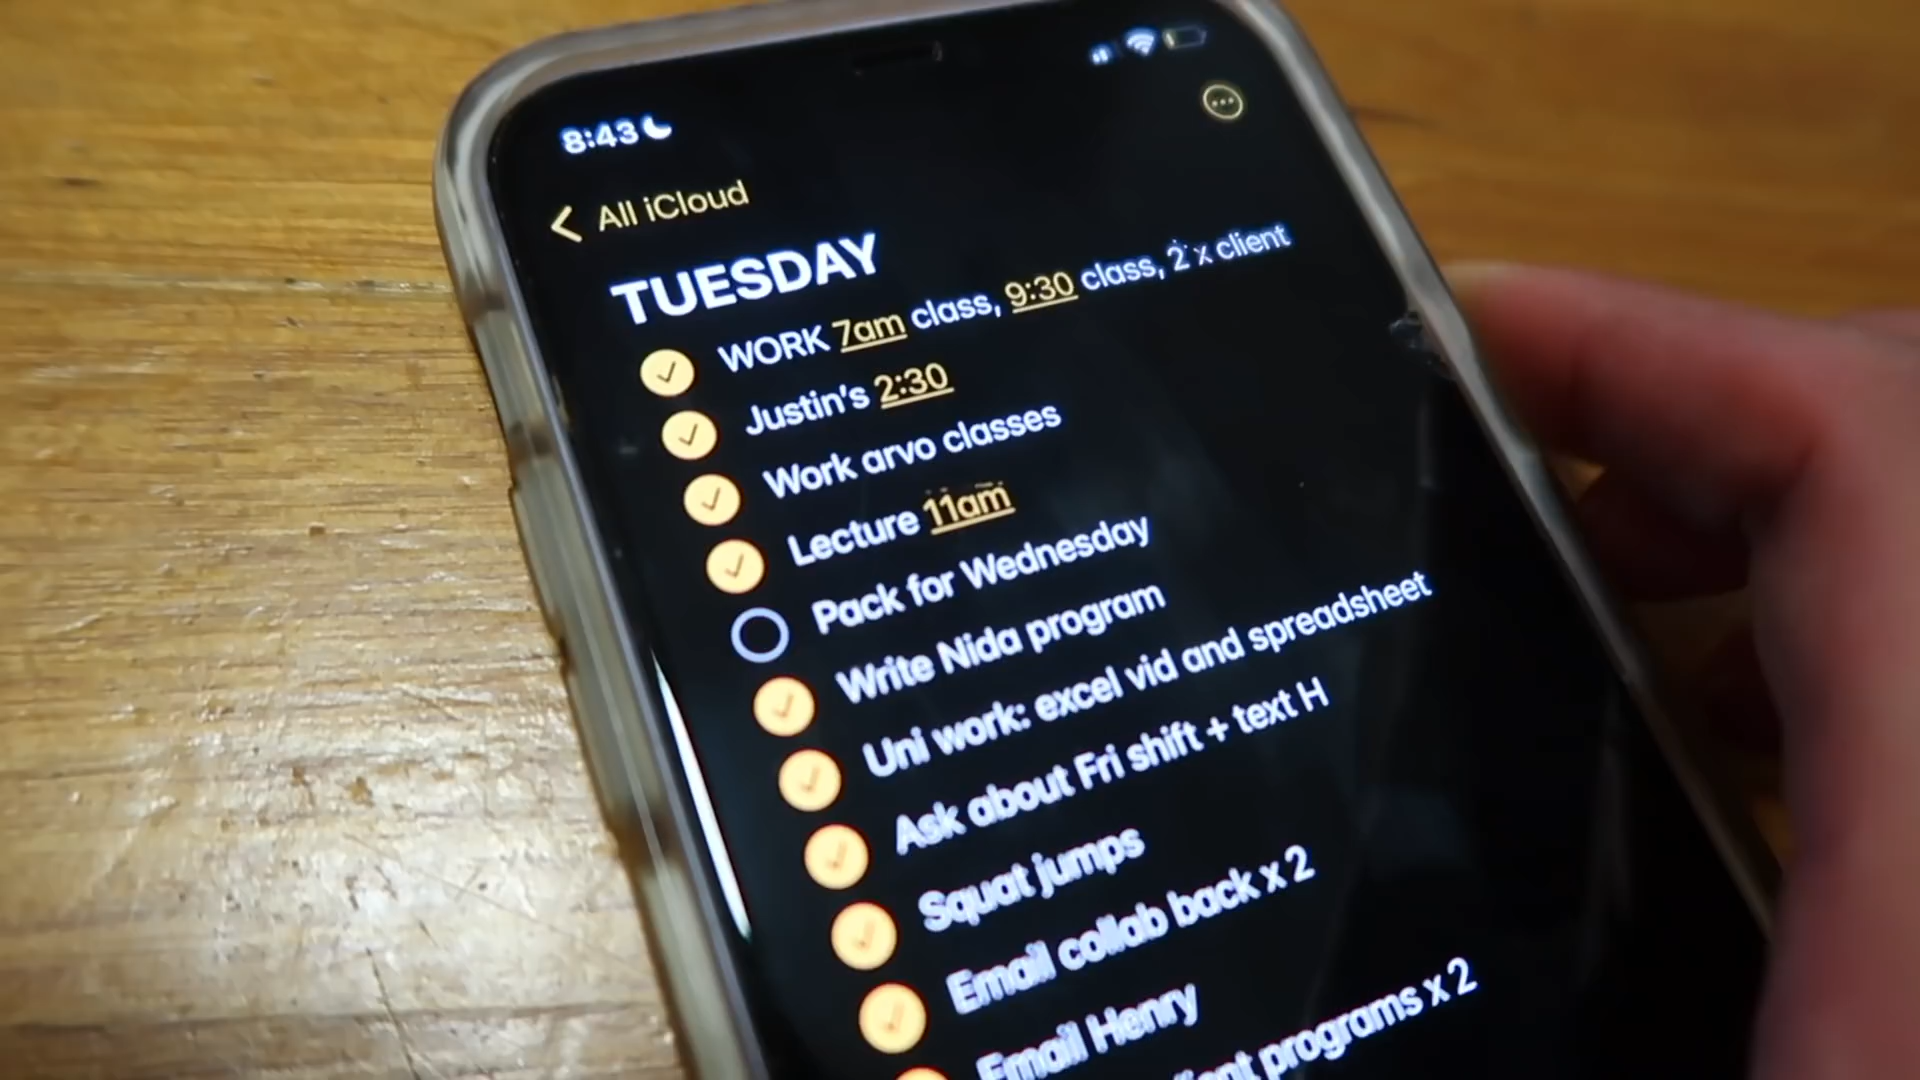 8:43
All iCloud
TUESDAY
WORK 7am class, 9:30 class, 2 x client
Justin's 2:30
Work arvo classes
Lecture 11am
Pack for Wednesday
Write Nida program
Uni work: excel vid and spreadsheet
Ask about Fri shift + text H
Squat jumps
Email collab back x 2
Email Henry
programs x 2